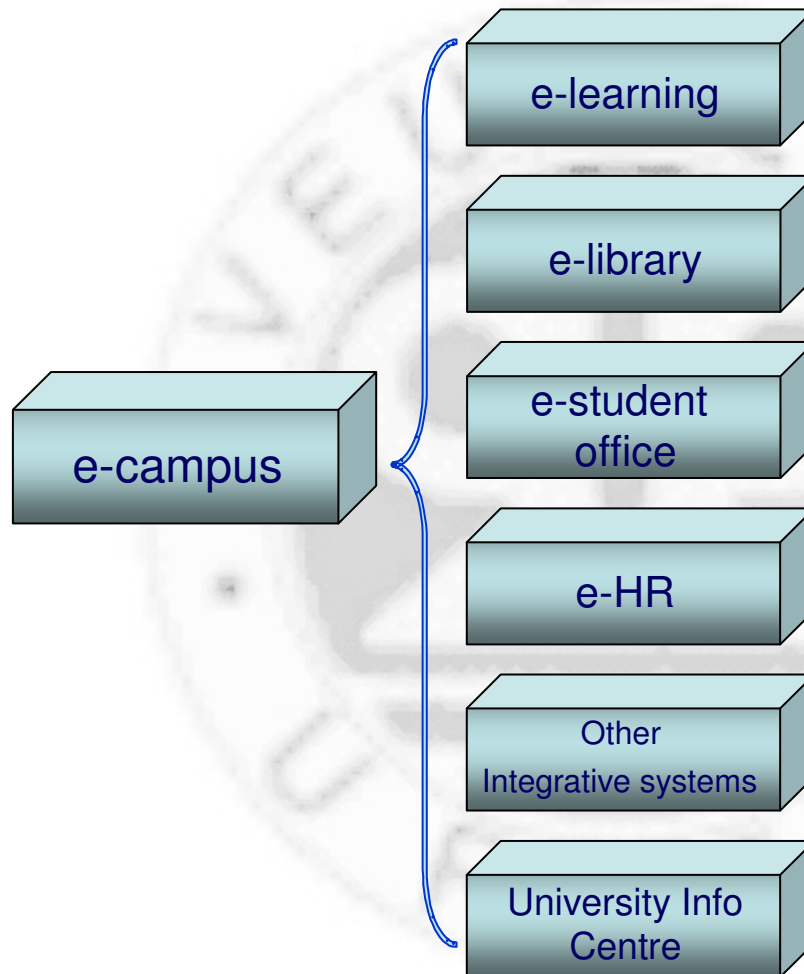 e-learning
e-library
e-student
office
e-campus
e-HR
Other
Integrative systems
University Info
Centre